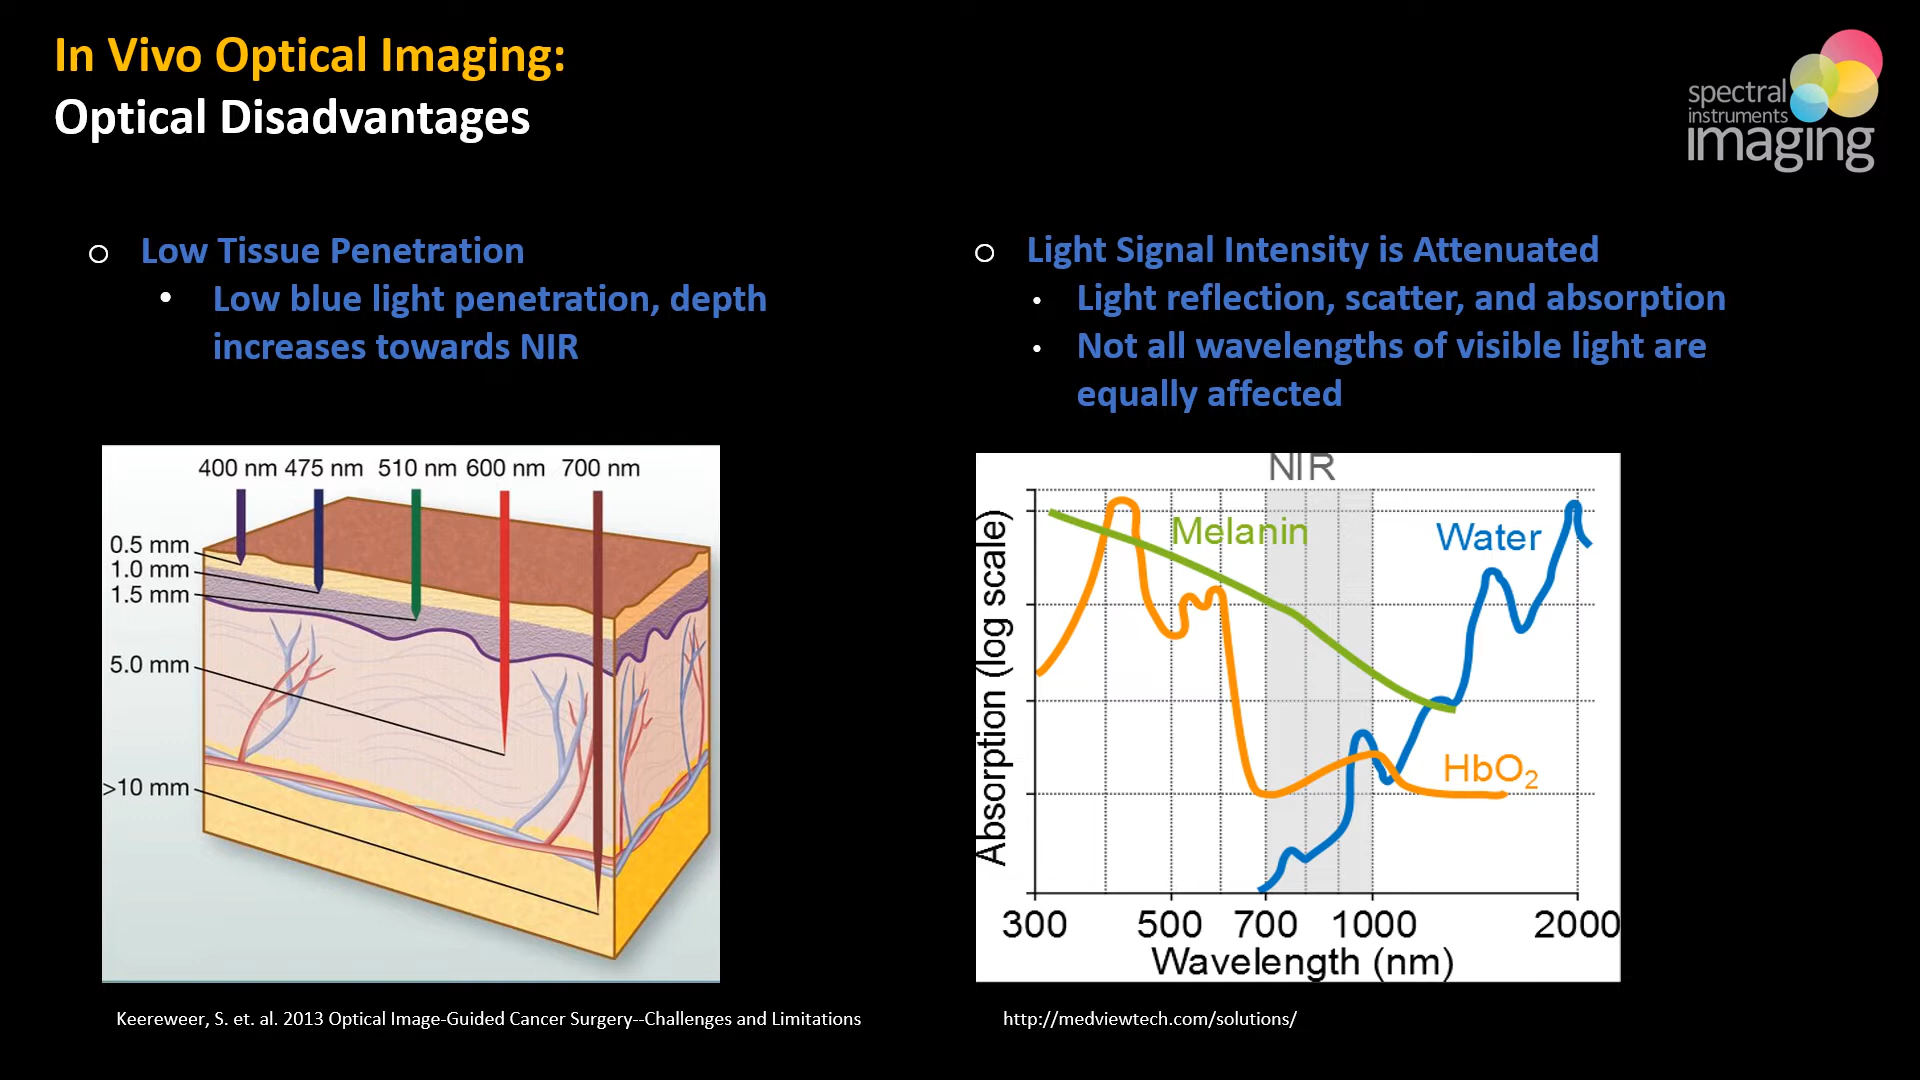 In Vivo Optical Imaging:
Optical Disadvantages
spectral
instruments
imaging
Low Tissue Penetration
Low blue light penetration, depth
increases towards NIR
Light Signal Intensity is Attenuated
Light reflection, scatter, and absorption
Not all wavelengths of visible light are
equally affected
400 nm 475 nm 510 nm 600 nm 700 nm
0.5 mm
1.0 mm
1.5 mm
5.0 mm
>10 mm
NIR
Melanin
Water
HbO2
Absorption (log scale)
300 500 700 1000 2000
Wavelength (nm)
Keereweer, S. et. al. 2013 Optical Image-Guided Cancer Surgery--Challenges and Limitations
http://medviewtech.com/solutions/